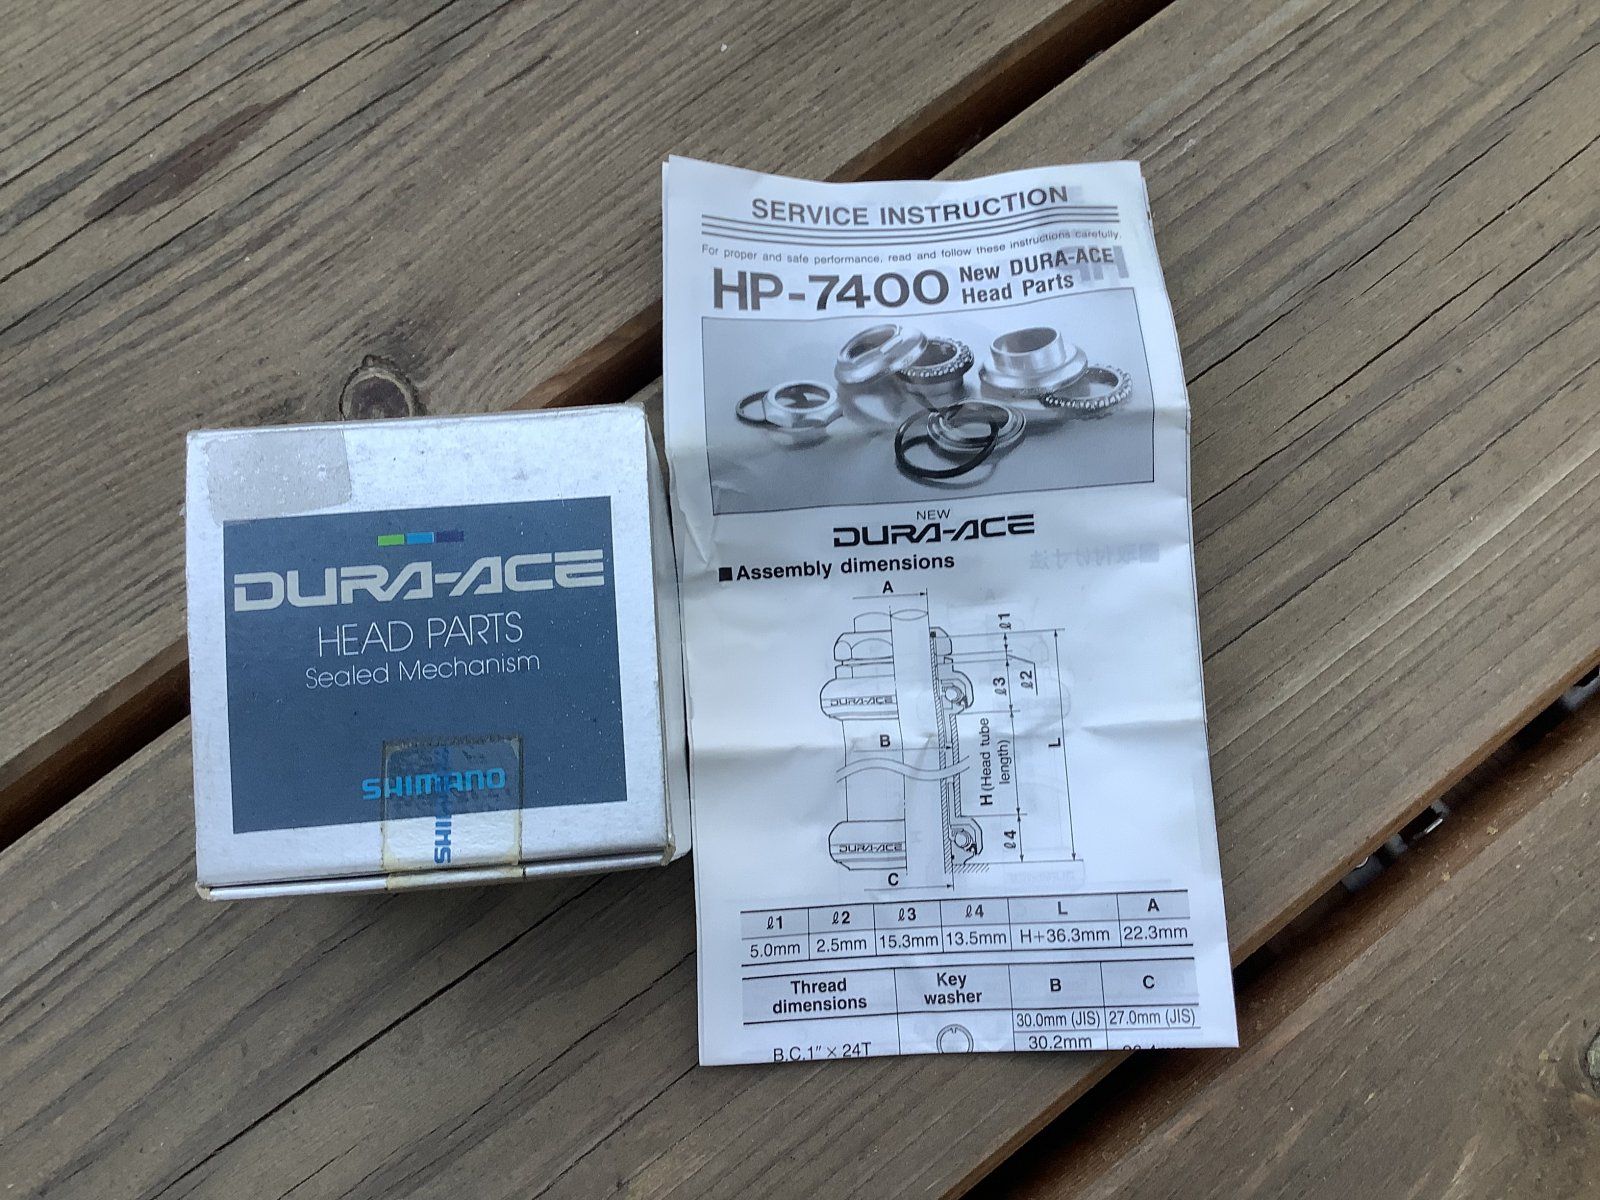 DURA-ACE
HEAD PARTS
Sealed Mechanism
SHIMANO
SHIM
SERVICE INSTRUCTION
For proper and safe performance, read and follow these instructions carefully.
HP-7400 New DURA-ACE
Head Parts
NEW
DURA-ACE
■Assembly dimensions
A
ℓ1
ℓ2
ℓ3
DURA-ACE
B
H (Head tube
length)
L
DURA-ACE
ℓ4
C
ℓ1 ℓ2 ℓ3 ℓ4 L A
5.0mm 2.5mm 15.3mm 13.5mm H+36.3mm 22.3mm
Thread
dimensions
Key
washer
B C
30.0mm (JIS) 27.0mm (JIS)
B.C.1" × 24T
30.2mm